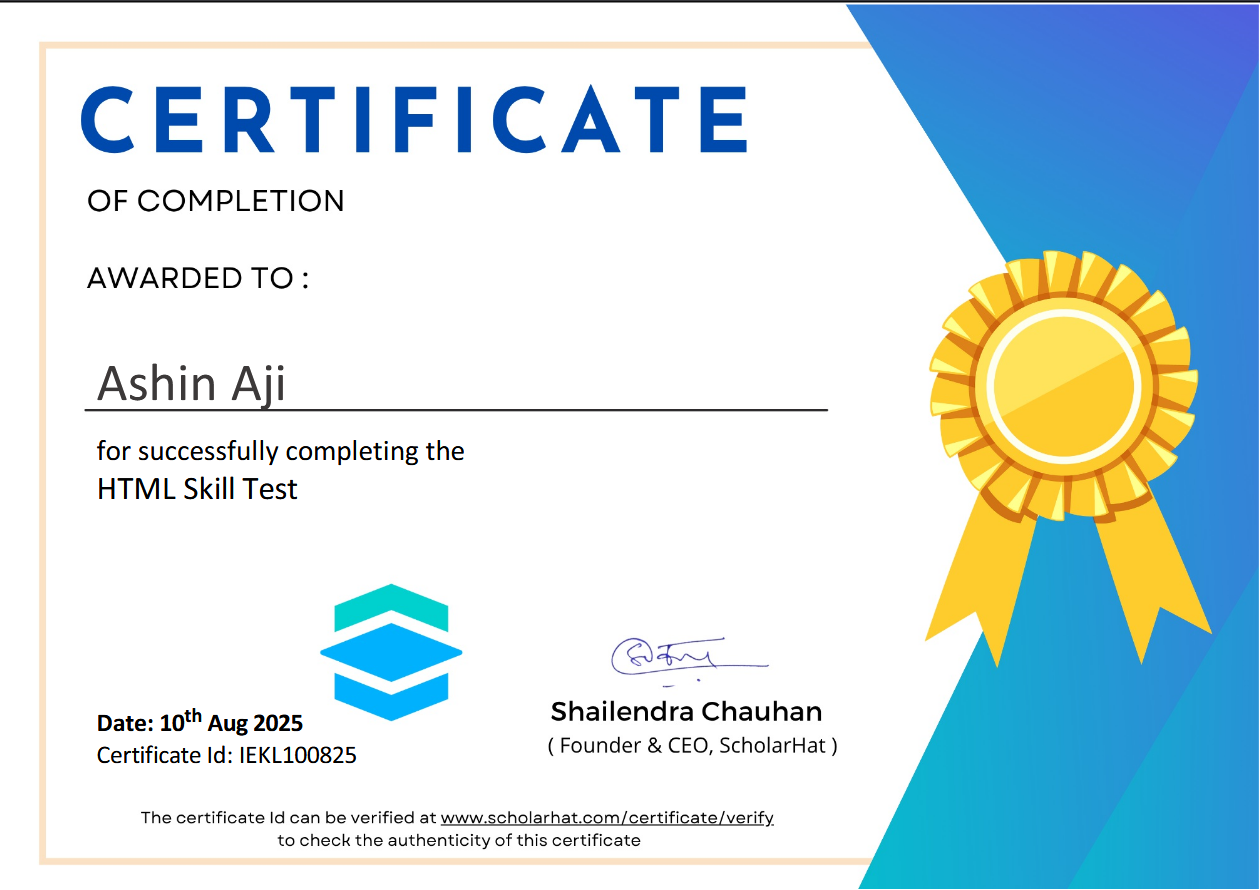 CERTIFICATE
OF COMPLETION
AWARDED TO :
Ashin Aji
for successfully completing the
HTML Skill Test
Date: 10th Aug 2025
Certificate Id: IEKL100825
Shailendra Chauhan
( Founder & CEO, ScholarHat )
The certificate Id can be verified at www.scholarhat.com/certificate/verify
to check the authenticity of this certificate